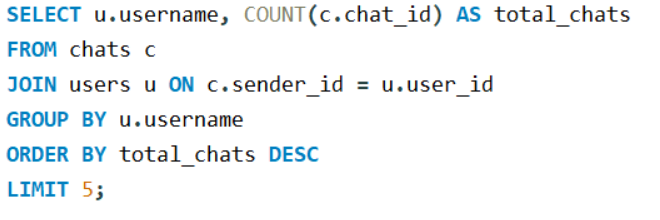 SELECT u.username, COUNT(c.chat_id) AS total_chats
FROM chats c
JOIN users u ON c.sender_id = u.user_id
GROUP BY u.username
ORDER BY total_chats DESC
LIMIT 5;